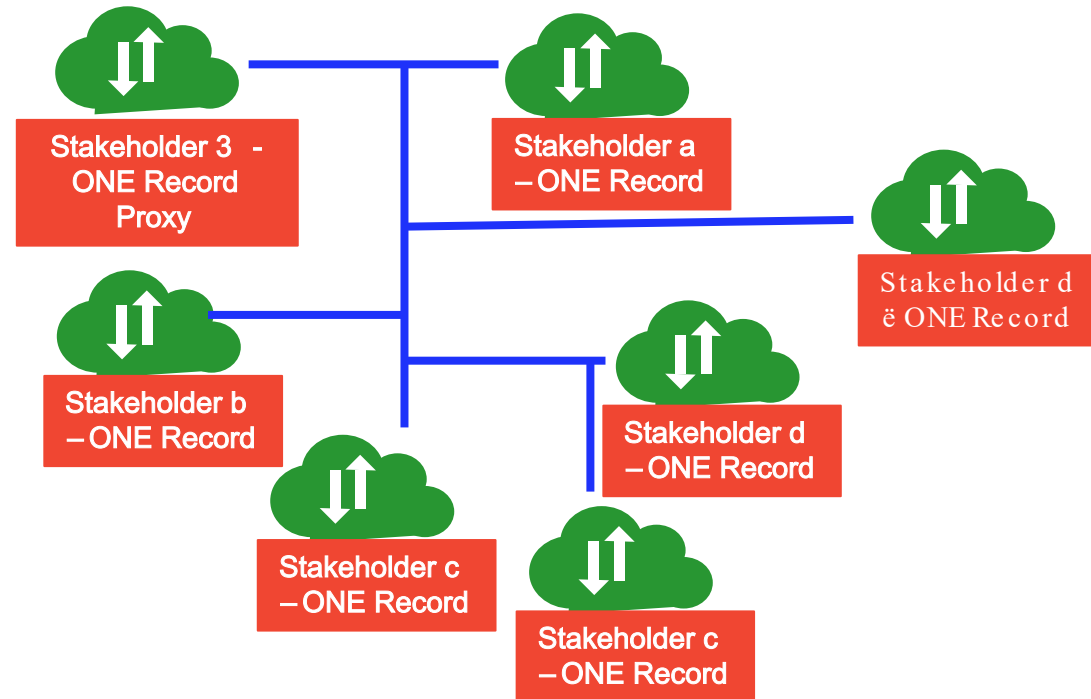 Stakeholder 3 -
ONE Record
Proxy
Stakeholder a
– ONE Record
Stakeholder d
ë ONE Record
Stakeholder b
– ONE Record
Stakeholder d
– ONE Record
Stakeholder c
– ONE Record
Stakeholder c
– ONE Record